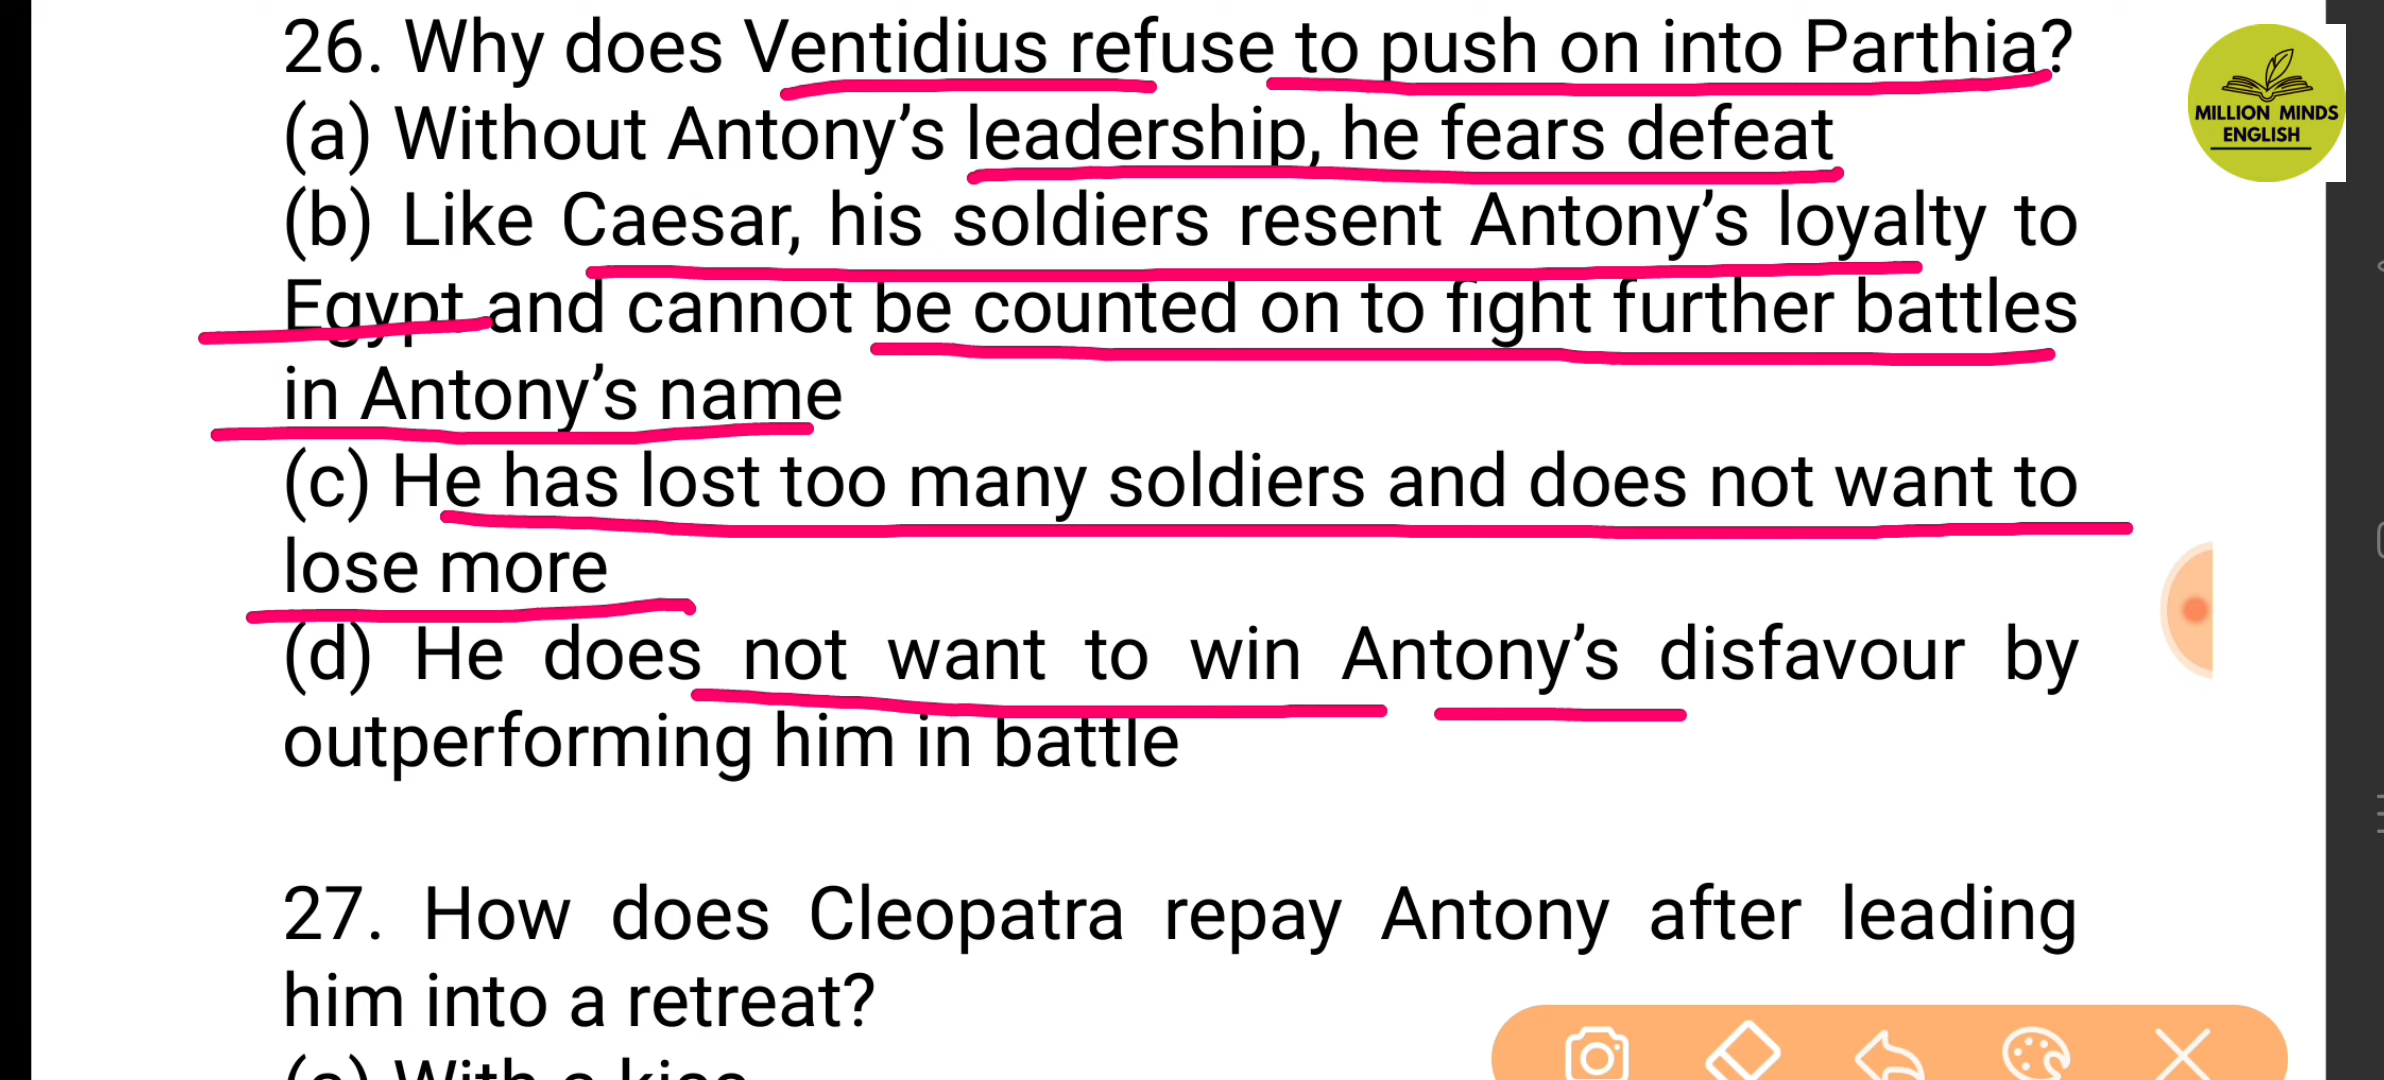 26. Why does Ventidius refuse to push on into Parthia?
(a) Without Antony’s leadership, he fears defeat
(b) Like Caesar, his soldiers resent Antony’s loyalty to
Egypt and cannot be counted on to fight further battles
in Antony’s name
(c) He has lost too many soldiers and does not want to
lose more
(d) He does not want to win Antony’s disfavour by
outperforming him in battle
27. How does Cleopatra repay Antony after leading
him into a retreat?
(a) With a kiss
MILLION MINDS
ENGLISH